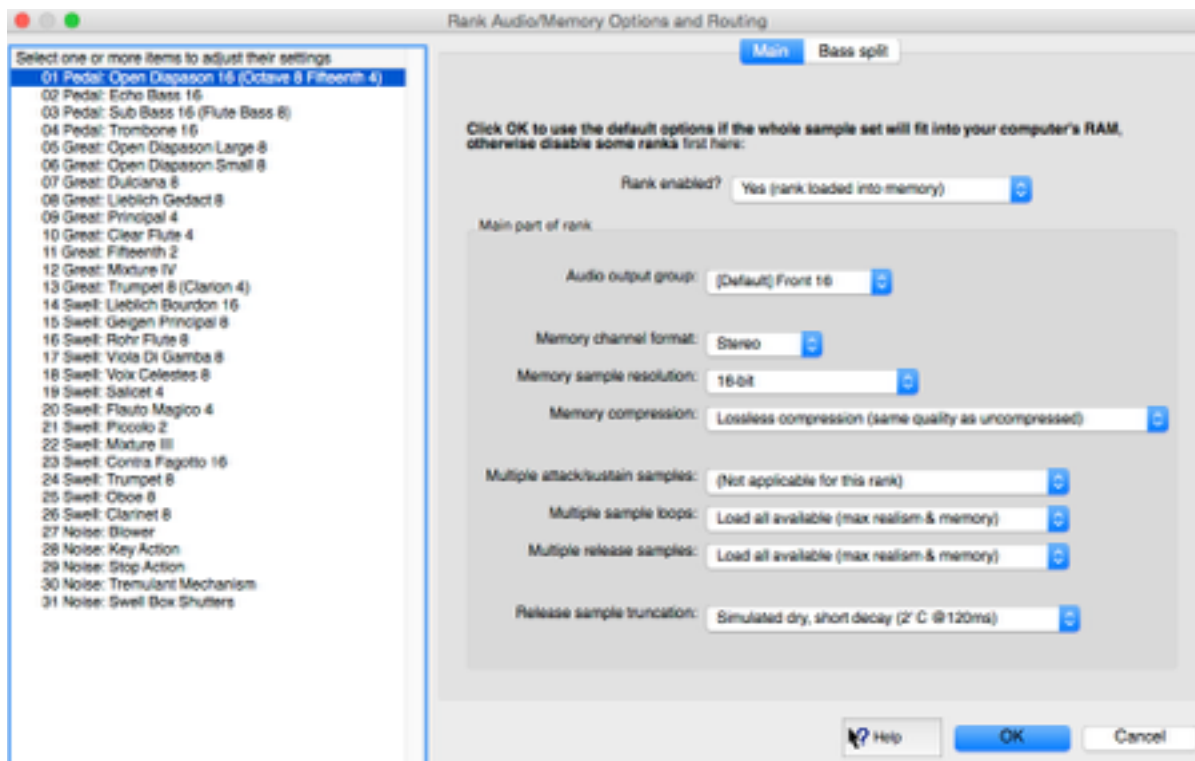 Rank Audio/Memory Options and Routing
Select one or more items to adjust their settings
01 Pedal: Open Diapason 16 (Octave 8 Fifteenth 4)
02 Pedal: Echo Bass 16
03 Pedal: Sub Bass 16 (Flute Bass 8)
04 Pedal: Trombone 16
05 Great: Open Diapason Large 8
06 Great: Open Diapason Small 8
07 Great: Dulciana 8
08 Great: Lieblich Gedact 8
09 Great: Principal 4
10 Great: Clear Flute 4
11 Great: Fifteenth 2
12 Great: Mixture IV
13 Great: Trumpet 8 (Clarion 4)
14 Swell: Lieblich Bourdon 16
15 Swell: Geigen Principal 8
16 Swell: Rohr Flute 8
17 Swell: Viola Di Gamba 8
18 Swell: Voix Celestes 8
19 Swell: Salicet 4
20 Swell: Flauto Magico 4
21 Swell: Piccolo 2
22 Swell: Mixture III
23 Swell: Contra Fagotto 16
24 Swell: Trumpet 8
25 Swell: Oboe 8
26 Swell: Clarinet 8
27 Noise: Blower
28 Noise: Key Action
29 Noise: Stop Action
30 Noise: Tremulant Mechanism
31 Noise: Swell Box Shutters
Main Bass split
Click OK to use the default options if the whole sample set will fit into your computer's RAM,
otherwise disable some ranks first here:
Rank enabled? Yes (rank loaded into memory)
Main part of rank
Audio output group: [Default] Front 16
Memory channel format: Stereo
Memory sample resolution: 16-bit
Memory compression: Lossless compression (same quality as uncompressed)
Multiple attack/sustain samples: (Not applicable for this rank)
Multiple sample loops: Load all available (max realism & memory)
Multiple release samples: Load all available (max realism & memory)
Release sample truncation: Simulated dry, short decay (2' C @120ms)
Help OK Cancel